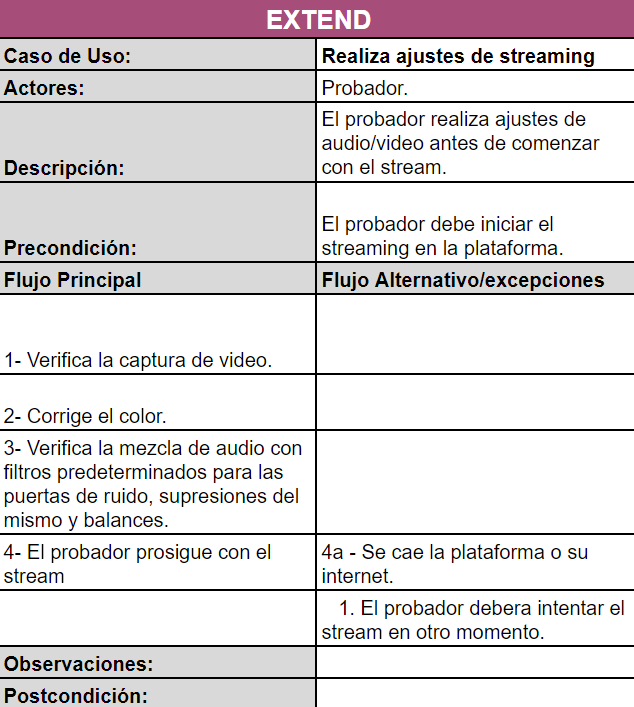 EXTEND
Caso de Uso:
Realiza ajustes de streaming
Actores:
Probador.
Descripción:
El probador realiza ajustes de
audio/video antes de comenzar
con el stream.
Precondición:
El probador debe iniciar el
streaming en la plataforma.
Flujo Principal
Flujo Alternativo/excepciones
1- Verifica la captura de video.
2- Corrige el color.
3- Verifica la mezcla de audio con
filtros predeterminados para las
puertas de ruido, supresiones del
mismo y balances.
4- El probador prosigue con el
stream
4a - Se cae la plataforma o su
internet.
1. El probador debera intentar el
stream en otro momento.
Observaciones:
Postcondición: